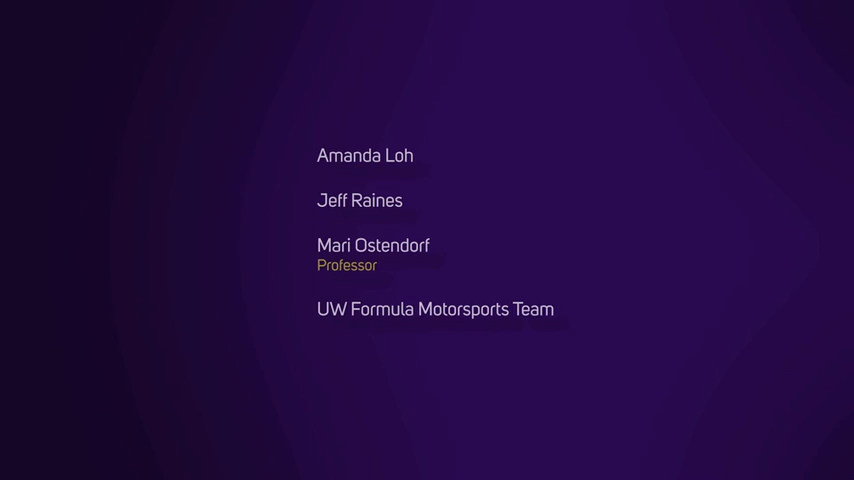 Amanda Loh
Jeff Raines
Mari Ostendorf
Professor
UW Formula Motorsports Team